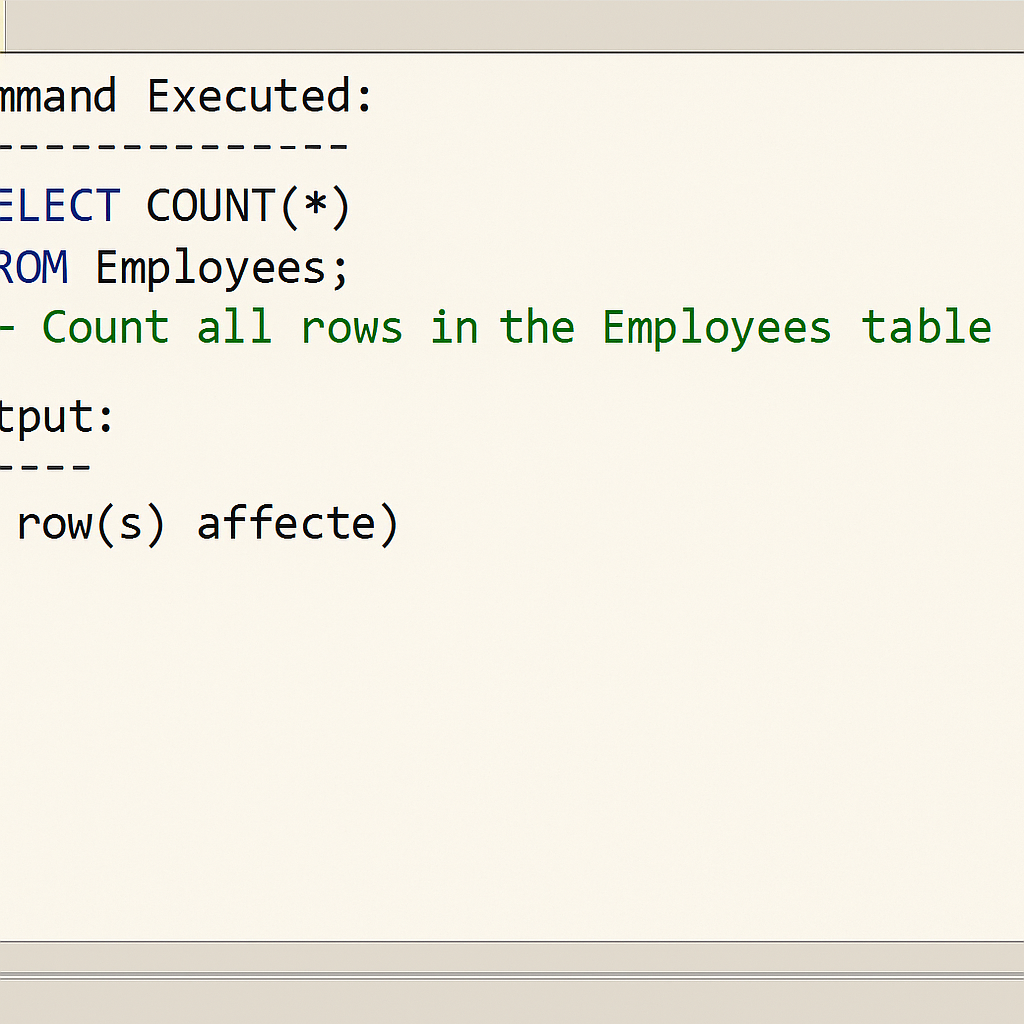 mmand Executed:
--------------
ELECT COUNT(*)
ROM Employees;
- Count all rows in the Employees table
tput:
----
row(s) affecte)